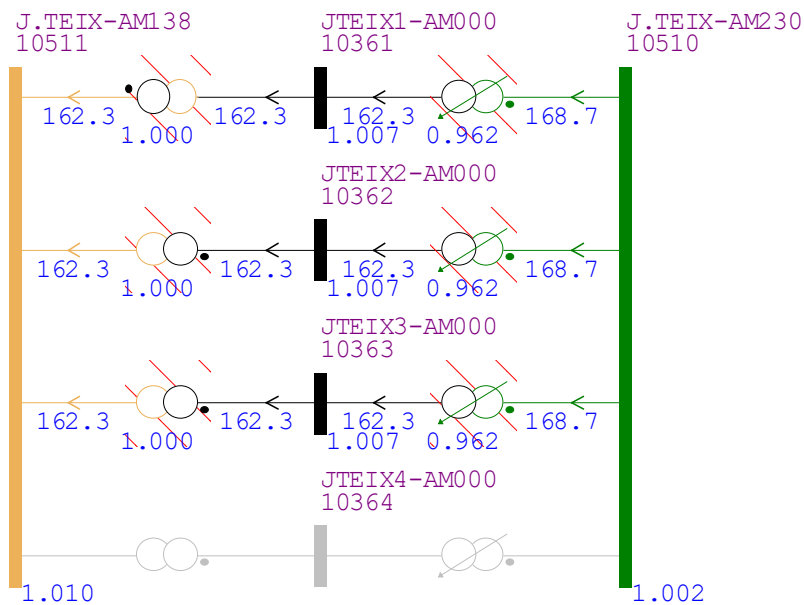 J.TEIX-AM138 JTEIX1-AM000 J.TEIX-AM230
10511 10361 10510
162.3 162.3 162.3 168.7
1.000 1.007 0.962
JTEIX2-AM000
10362
162.3 162.3 162.3 168.7
1.000 1.007 0.962
JTEIX3-AM000
10363
162.3 162.3 162.3 168.7
1.000 1.007 0.962
JTEIX4-AM000
10364
1.010 1.002